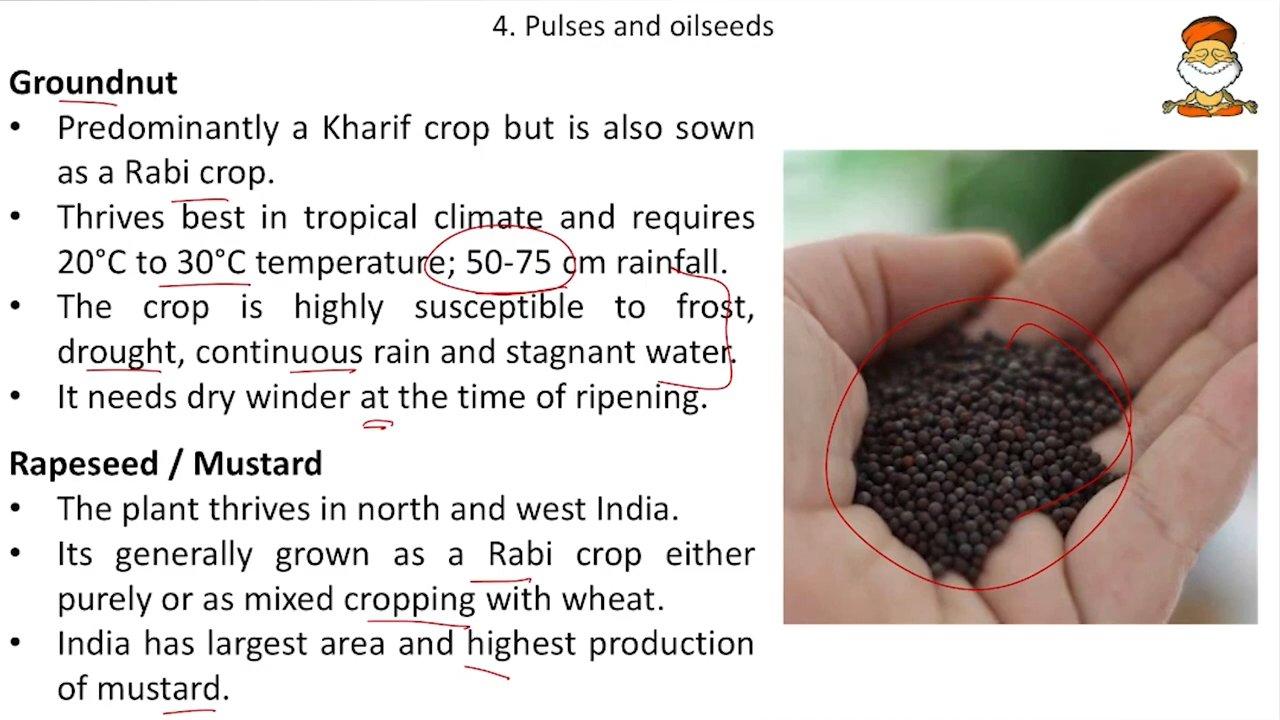 4. Pulses and oilseeds
Groundnut
• Predominantly a Kharif crop but is also sown
as a Rabi crop.
• Thrives best in tropical climate and requires
20°C to 30°C temperature; 50-75 cm rainfall.
• The crop is highly susceptible to frost,
drought, continuous rain and stagnant water.
• It needs dry winder at the time of ripening.
Rapeseed / Mustard
• The plant thrives in north and west India.
• Its generally grown as a Rabi crop either
purely or as mixed cropping with wheat.
• India has largest area and highest production
of mustard.